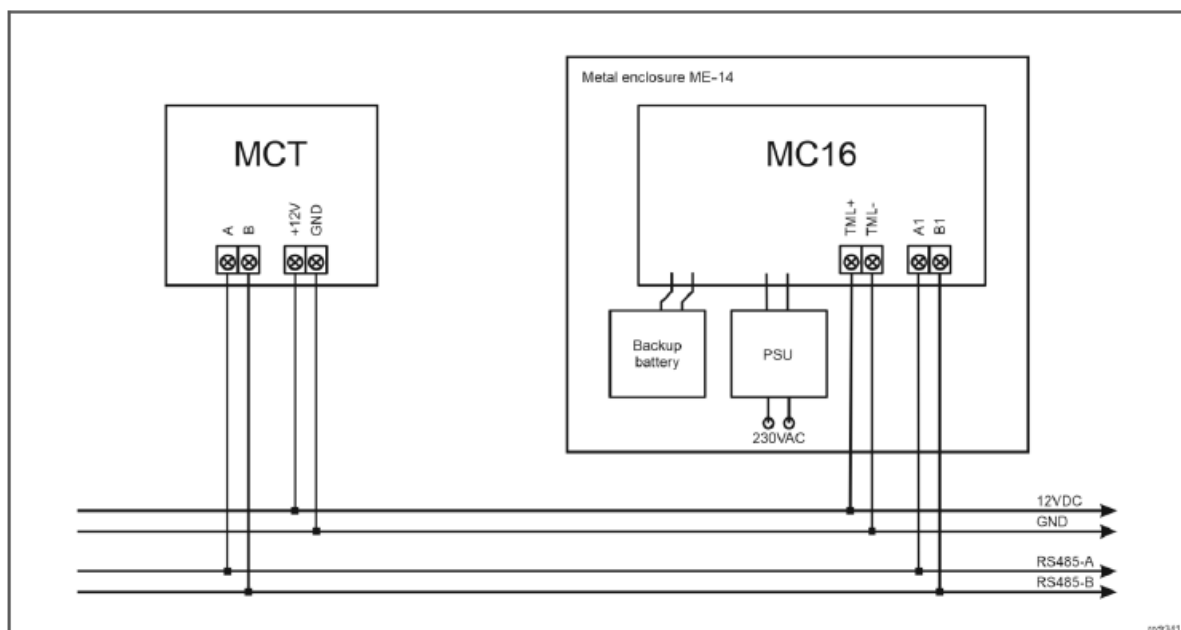 Metal enclosure ME-14
MCT
MC16
A
B
+12V
GND
TML+
TML-
A1
B1
Backup
battery
PSU
230VAC
12VDC
GND
RS485-A
RS485-B